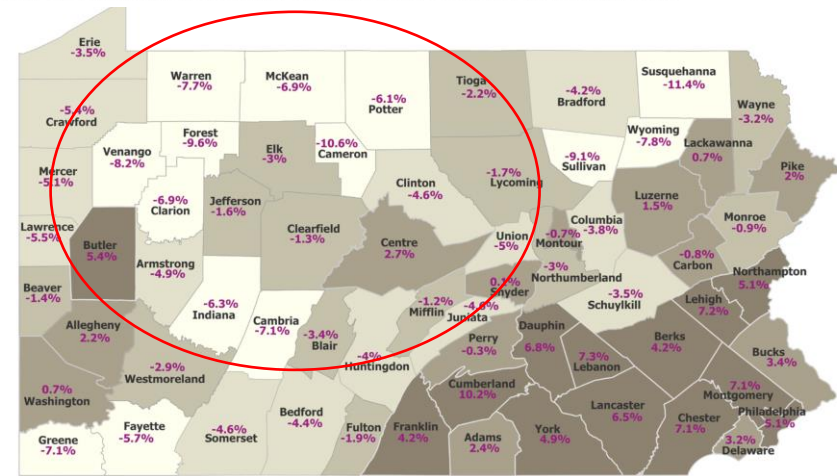 Erie
-3.5%
Warren
-7.7%
McKean
-6.9%
Potter
-6.1%
Tioga
-2.2%
Bradford
-4.2%
Susquehanna
-11.4%
Wayne
-3.2%
Crawford
-5.4%
Venango
-8.2%
Forest
-9.6%
Elk
-3%
Cameron
-10.6%
Wyoming
-7.8%
Lackawanna
0.7%
Pike
2%
Mercer
-5.1%
Clarion
-6.9%
Jefferson
-1.6%
Clinton
-4.6%
Lycoming
-1.7%
Sullivan
-9.1%
Luzerne
1.5%
Monroe
-0.9%
Lawrence
-5.5%
Butler
5.4%
Armstrong
-4.9%
Clearfield
-1.3%
Centre
2.7%
Union
-5%
Montour
-0.7%
Columbia
-3.8%
Carbon
-0.8%
Northampton
5.1%
Beaver
-1.4%
Allegheny
2.2%
Indiana
-6.3%
Cambria
-7.1%
Blair
-3.4%
Mifflin
-1.2%
Snyder
0.1%
Northumberland
-3%
Schuylkill
-3.5%
Lehigh
7.2%
Juniata
-4.6%
Huntingdon
-4%
Perry
-0.3%
Dauphin
6.8%
Lebanon
7.3%
Berks
4.2%
Bucks
3.4%
Washington
0.7%
Westmoreland
-2.9%
Cumberland
10.2%
Lancaster
6.5%
Montgomery
7.1%
Philadelphia
5.1%
Greene
-7.1%
Fayette
-5.7%
Somerset
-4.6%
Bedford
-4.4%
Fulton
-1.9%
Franklin
4.2%
Adams
2.4%
York
4.9%
Chester
7.1%
Delaware
3.2%